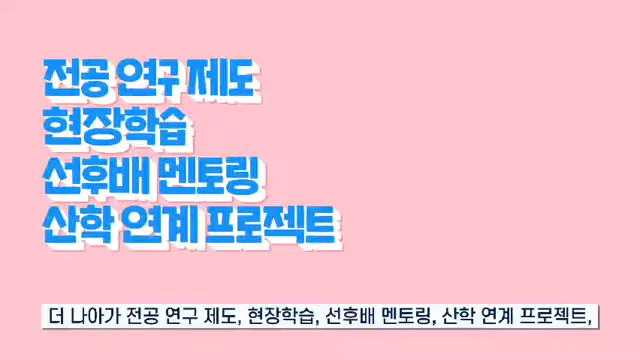 전공 연구 제도
현장학습
선후배 멘토링
산학 연계 프로젝트
더 나아가 전공 연구 제도, 현장학습, 선후배 멘토링, 산학 연계 프로젝트,